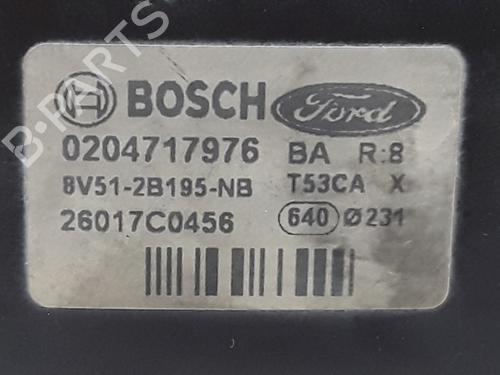 BOSCH Ford
0204717976 BA R:8
8V51-2B195-NB T53CA X
26017C0456 640 Ø231
B-PARTS